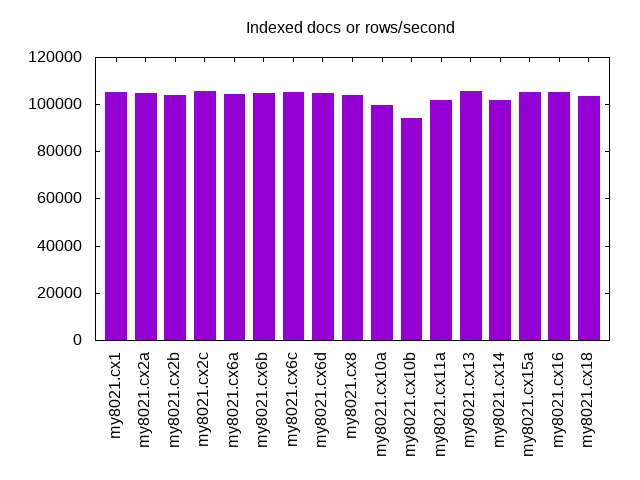 Indexed docs or rows/second
120000
100000
80000
60000
40000
20000
0
my8021.cx1
my8021.cx2a
my8021.cx2b
my8021.cx2c
my8021.cx6a
my8021.cx6b
my8021.cx6c
my8021.cx6d
my8021.cx8
my8021.cx10a
my8021.cx10b
my8021.cx11a
my8021.cx13
my8021.cx14
my8021.cx15a
my8021.cx16
my8021.cx18